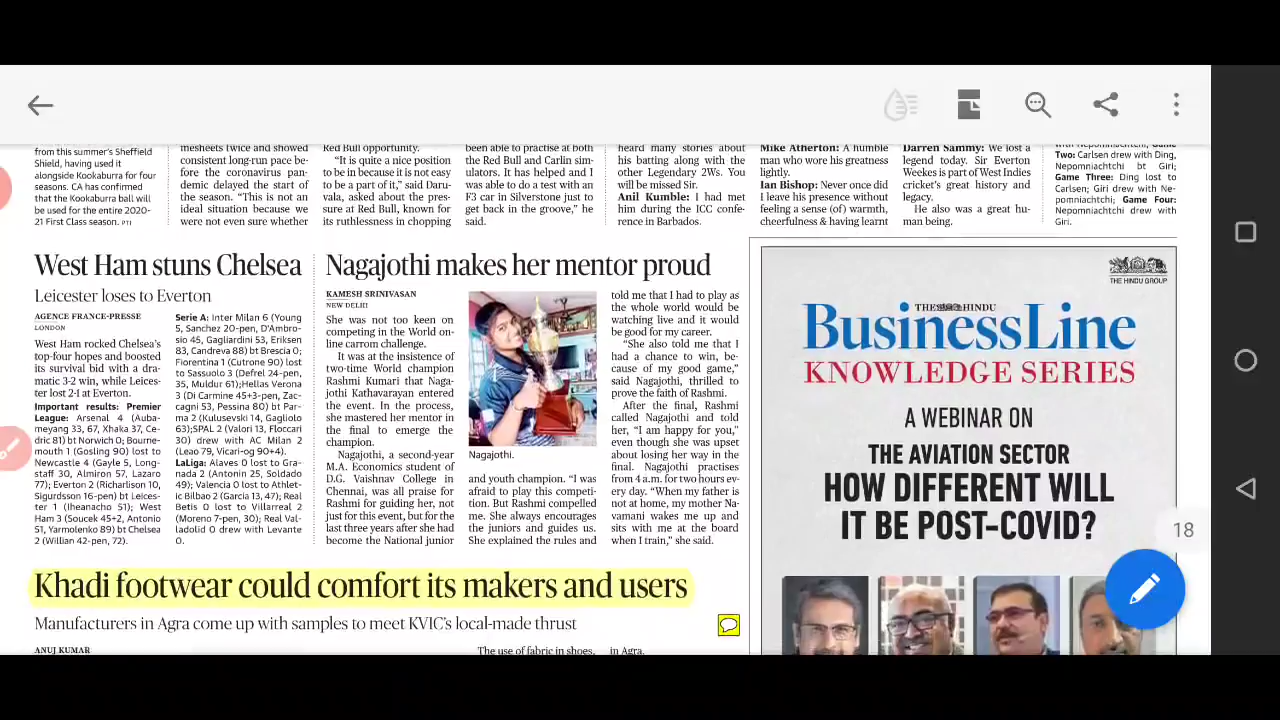 from this summer's Sheffield
Shield, having used it
alongside Kookaburra for four
seasons. CA has confirmed
that the Kookaburra ball will
be used for the entire 2020-
21 First Class season. PTI
mesheets twice and showed
consistent long-run pace be-
fore the coronavirus pan-
demic delayed the start of
the season. "This is not an
ideal situation because we
were not even sure whether
Red Bull opportunity.
"It is quite a nice position
to be in because it is not easy
to be a part of it," said Daru-
vala, asked about the pres-
sure at Red Bull, known for
its ruthlessness in chopping
been able to practise at both
the Red Bull and Carlin sim-
ulators. It has helped and I
was able to do a test with an
F3 car in Silverstone just to
get back in the groove," he
said.
heard many stories about
his batting along with the
other Legendary 2Ws. You
will be missed Sir.
Anil Kumble: I had met
him during the ICC confe-
rence in Barbados.
Mike Atherton: A humble
man who wore his greatness
lightly.
Ian Bishop: Never once did
I leave his presence without
feeling a sense (of) warmth,
cheerfulness & having learnt
Darren Sammy: We lost a
legend today. Sir Everton
Weekes is part of West Indies
cricket's great history and
legacy.
He also was a great hu-
man being.
Two: Carlsen drew with Ding,
Nepomniachtchi bt Giri;
Game Three: Ding lost to
Carlsen; Giri drew with Ne-
pomniachtchi; Game Four:
Nepomniachtchi drew with
Giri.
West Ham stuns Chelsea
Leicester loses to Everton
AGENCE FRANCE-PRESSE
LONDON
West Ham rocked Chelsea's
top-four hopes and boosted
its survival bid with a dra-
matic 3-2 win, while Leices-
ter lost 2-1 at Everton.
Important results: Premier
League: Arsenal 4 (Auba-
meyang 33, 67, Xhaka 37, Ce-
dric 81) bt Norwich 0; Bourne-
mouth 1 (Gosling 90) lost to
Newcastle 4 (Gayle 5, Long-
staff 30, Almiron 57, Lazaro
77); Everton 2 (Richarlison 10,
Sigurdsson 16-pen) bt Leices-
ter 1 (Iheanacho 51); West
Ham 3 (Soucek 45+2, Antonio
51, Yarmolenko 89) bt Chelsea
2 (Willian 42-pen, 72).
Serie A: Inter Milan 6 (Young
5, Sanchez 20-pen, D'Ambro-
sio 45, Gagliardini 53, Eriksen
83, Candreva 88) bt Brescia 0;
Fiorentina 1 (Cutrone 90) lost
to Sassuolo 3 (Defrel 24-pen,
35, Muldur 61);Hellas Verona
3 (Di Carmine 45+3-pen, Zac-
cagni 53, Pessina 80) bt Par-
ma 2 (Kulusevski 14, Gagliolo
63);SPAL 2 (Valori 13, Floccari
30) drew with AC Milan 2
(Leao 79, Vicari-og 90+4).
LaLiga: Alaves 0 lost to Gra-
nada 2 (Antonin 25, Soldado
49); Valencia 0 lost to Athlet-
ic Bilbao 2 (Garcia 13, 47); Real
Betis 0 lost to Villarreal 2
(Moreno 7-pen, 30); Real Val-
ladolid 0 drew with Levante
0.
Nagajothi makes her mentor proud
KAMESH SRINIVASAN
NEW DELHI
She was not too keen on
competing in the World on-
line carrom challenge.
It was at the insistence of
two-time World champion
Rashmi Kumari that Naga-
jothi Kathavarayan entered
the event. In the process,
she mastered her mentor in
the final to emerge the
champion.
Nagajothi, a second-year
M.A. Economics student of
D.G. Vaishnav College in
Chennai, was all praise for
Rashmi for guiding her, not
just for this event, but for the
last three years after she had
become the National junior
Nagajothi.
and youth champion. "I was
afraid to play this competi-
tion. But Rashmi compelled
me. She always encourages
the juniors and guides us.
She explained the rules and
told me that I had to play as
the whole world would be
watching live and it would
be good for my career.
"She also told me that I
had a chance to win, be-
cause of my good game,"
said Nagajothi, thrilled to
prove the faith of Rashmi.
After the final, Rashmi
called Nagajothi and told
her, "I am happy for you,"
even though she was upset
about losing her way in the
final. Nagajothi practises
from 4 a.m. for two hours ev-
ery day. "When my father is
not at home, my mother Na-
vamani wakes me up and
sits with me at the board
when I train," she said.
THE HINDU GROUP
THE HINDU
BusinessLine
KNOWLEDGE SERIES
A WEBINAR ON
THE AVIATION SECTOR
HOW DIFFERENT WILL
IT BE POST-COVID?
18
Khadi footwear could comfort its makers and users
Manufacturers in Agra come up with samples to meet KVIC's local-made thrust
ANUJ KUMAR
The use of fabric in shoes,
in Agra.